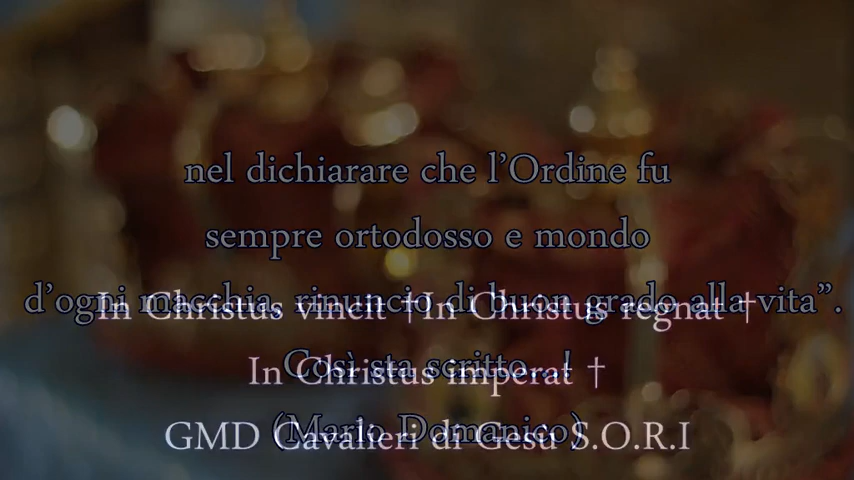 nel dichiarare che l’Ordine fu
sempre ortodosso e mondo
d’ogni macchia, rinuncio di buon grado alla vita”.
In Christus vincit †In Christus regnat †
Così sta scritto...!
In Christus imperat †
(Mario Domanico)
GMD Cavalieri di Gesù S.O.R.I